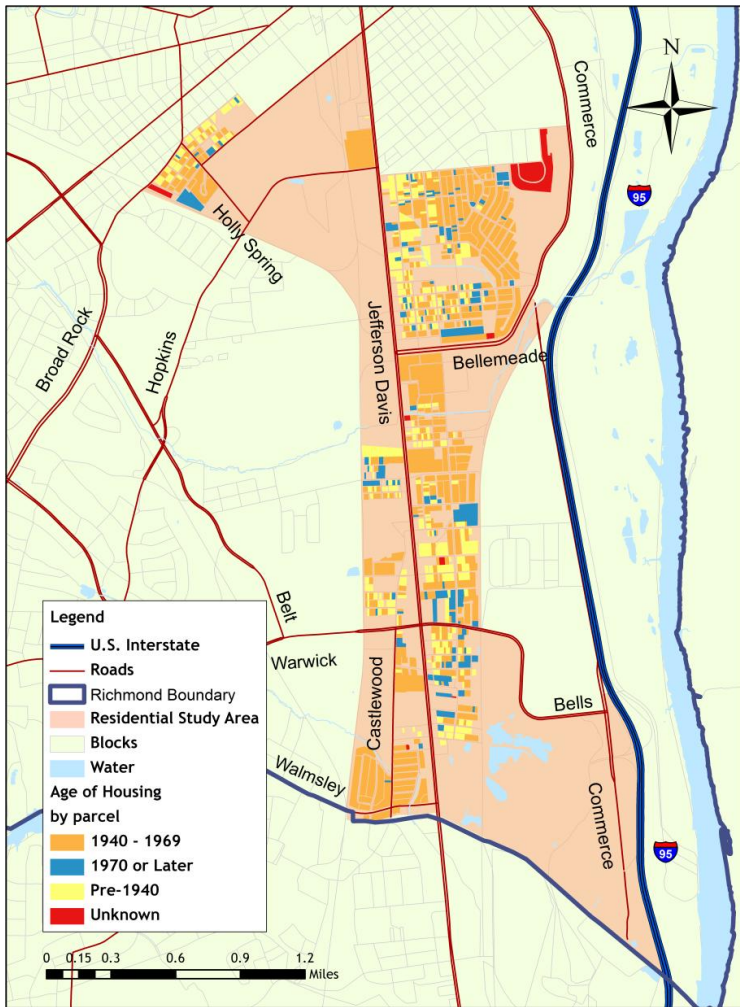 N
Commerce
95
Holly Spring
Broad Rock
Hopkins
Jefferson Davis
Bellemeade
Belt
Warwick
Castlewood
Bells
Walmsley
Commerce
95
Legend
U.S. Interstate
Roads
Richmond Boundary
Residential Study Area
Blocks
Water
Age of Housing
by parcel
1940 - 1969
1970 or Later
Pre-1940
Unknown
0 0.15 0.3 0.6 0.9 1.2
Miles